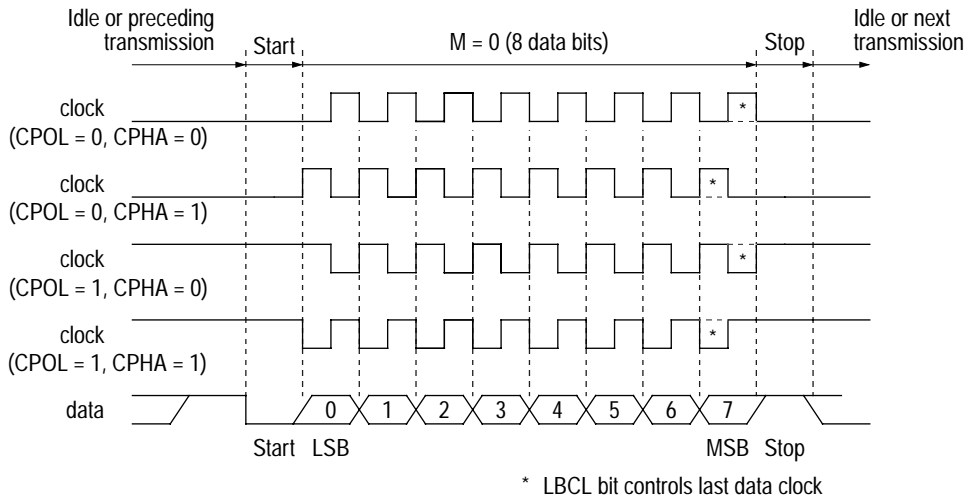 Idle or preceding
transmission
Start
M = 0 (8 data bits)
Stop
Idle or next
transmission
clock
(CPOL = 0, CPHA = 0)
*
clock
(CPOL = 0, CPHA = 1)
*
clock
(CPOL = 1, CPHA = 0)
*
clock
(CPOL = 1, CPHA = 1)
*
data
0 1 2 3 4 5 6 7
Start LSB MSB Stop
* LBCL bit controls last data clock